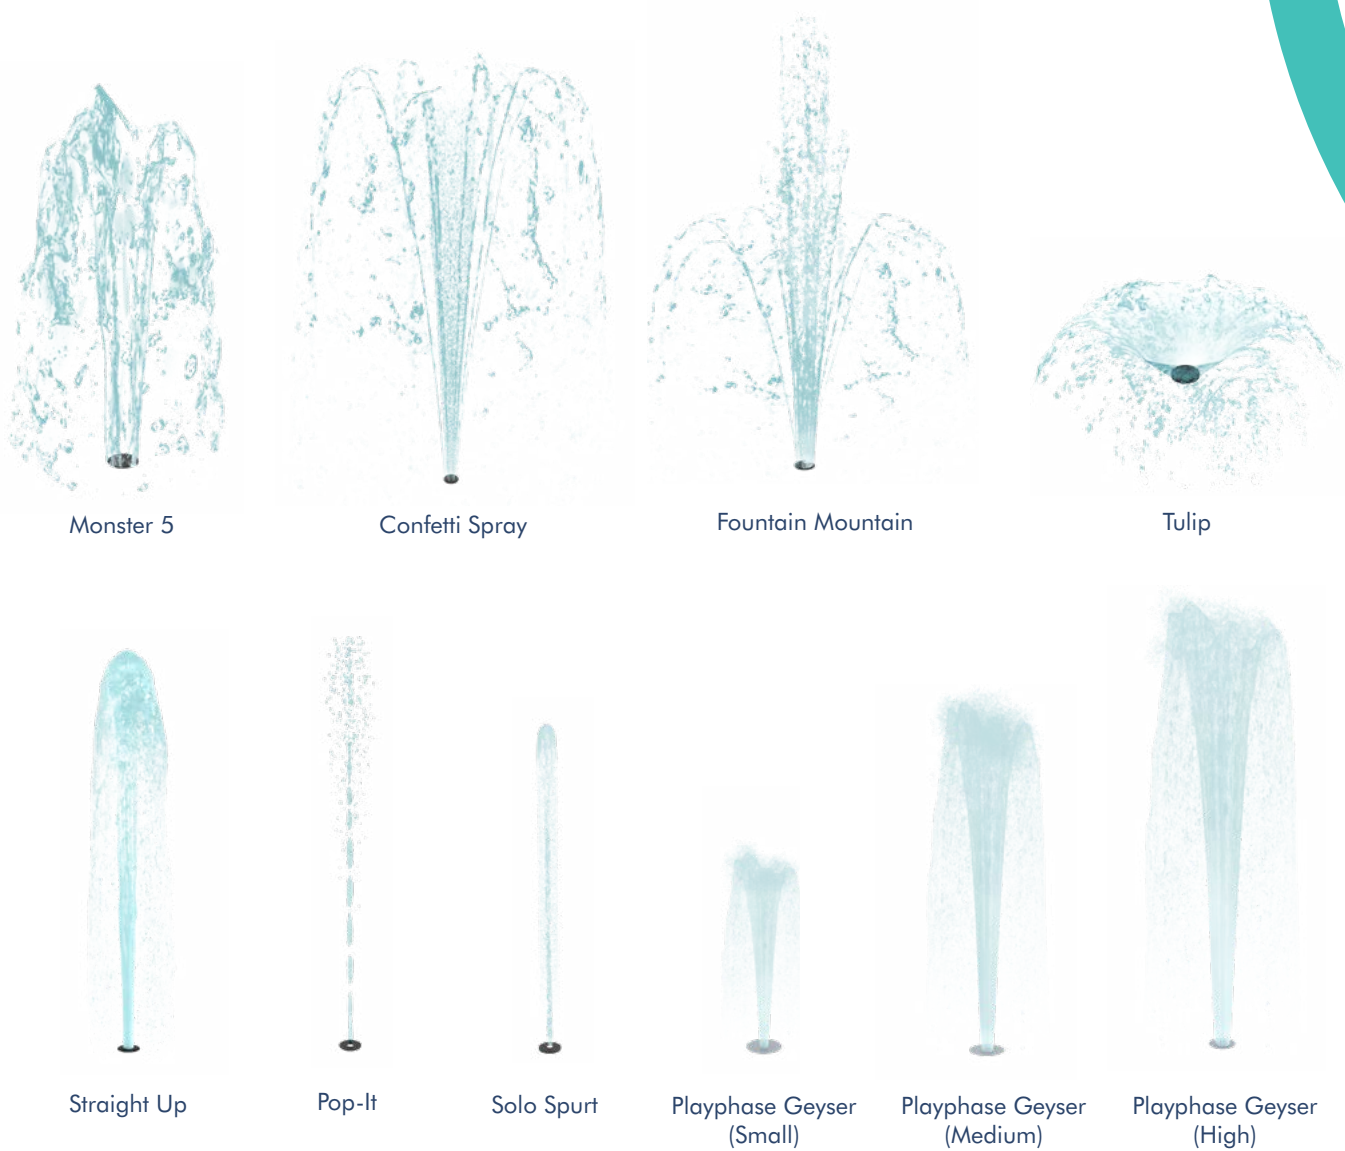 Monster 5
Confetti Spray
Fountain Mountain
Tulip
Straight Up
Pop-It
Solo Spurt
Playphase Geyser
(Small)
Playphase Geyser
(Medium)
Playphase Geyser
(High)